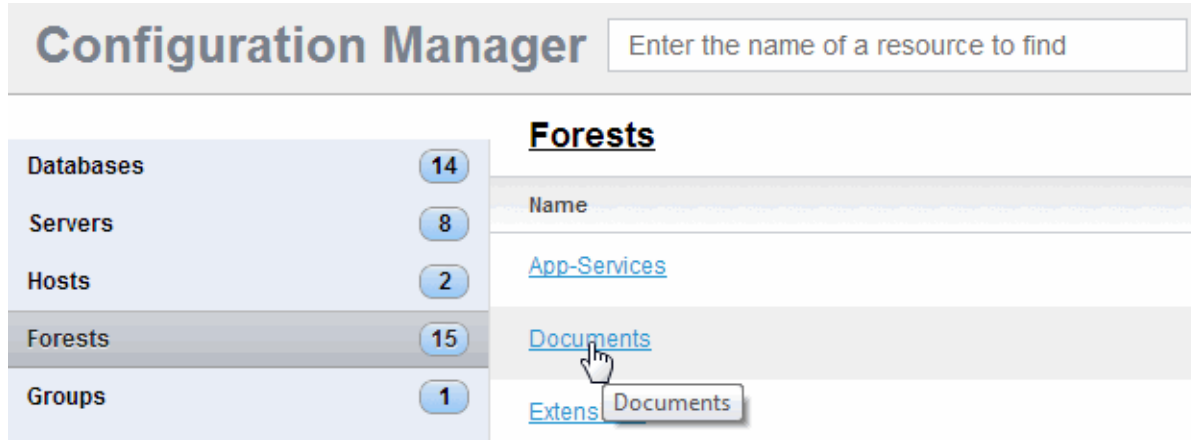 Configuration Manager
Enter the name of a resource to find
Databases 14
Servers 8
Hosts 2
Forests 15
Groups 1
Forests
Name
App-Services
Documents
Documents